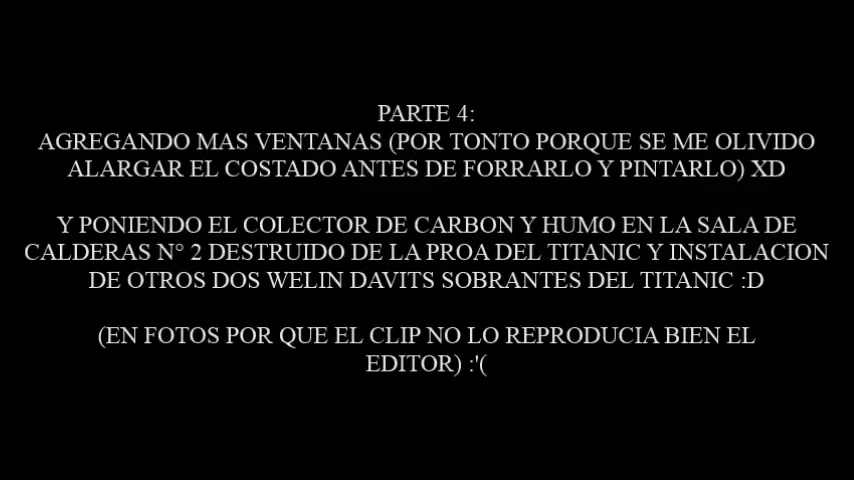 PARTE 4:
AGREGANDO MAS VENTANAS (POR TONTO PORQUE SE ME OLIVIDO
ALARGAR EL COSTADO ANTES DE FORRARLO Y PINTARLO) XD
Y PONIENDO EL COLECTOR DE CARBON Y HUMO EN LA SALA DE
CALDERAS N° 2 DESTRUIDO DE LA PROA DEL TITANIC Y INSTALACION
DE OTROS DOS WELIN DAVITS SOBRANTES DEL TITANIC :D
(EN FOTOS POR QUE EL CLIP NO LO REPRODUCIA BIEN EL
EDITOR) :'(